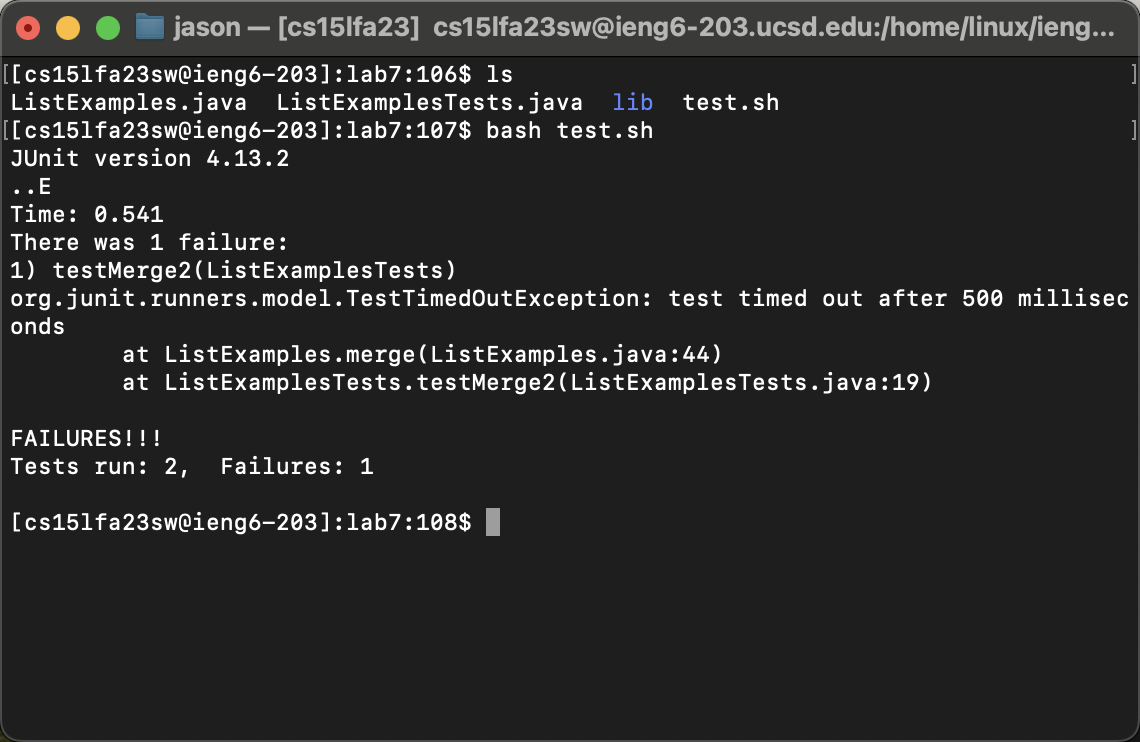 jason — [cs15lfa23] cs15lfa23sw@ieng6-203.ucsd.edu:/home/linux/ieng...
[[cs15lfa23sw@ieng6-203]:lab7:106$ ls ]
ListExamples.java  ListExamplesTests.java  lib  test.sh
[[cs15lfa23sw@ieng6-203]:lab7:107$ bash test.sh ]
JUnit version 4.13.2
..E
Time: 0.541
There was 1 failure:
1) testMerge2(ListExamplesTests)
org.junit.runners.model.TestTimedOutException: test timed out after 500 millisec
onds
        at ListExamples.merge(ListExamples.java:44)
        at ListExamplesTests.testMerge2(ListExamplesTests.java:19)
FAILURES!!!
Tests run: 2,  Failures: 1
[cs15lfa23sw@ieng6-203]:lab7:108$